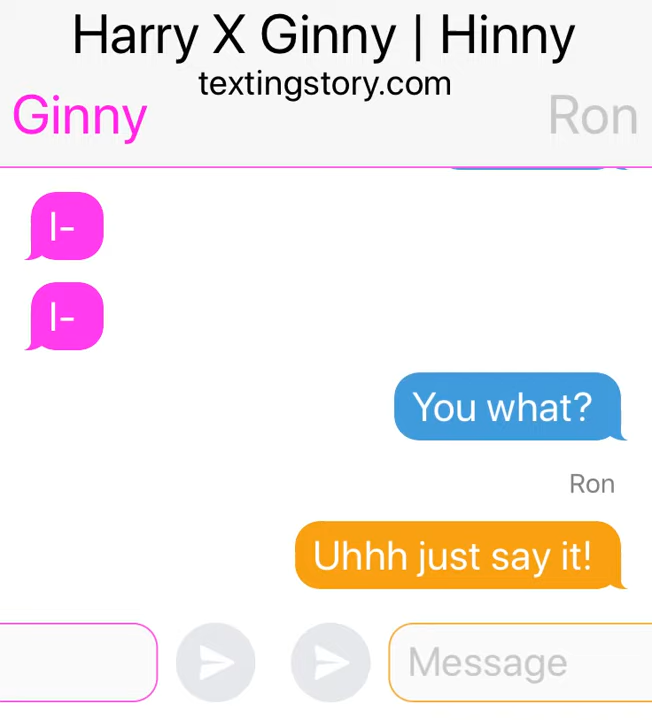 Harry X Ginny | Hinny
textingstory.com
Ginny
Ron
I-
I-
You what?
Ron
Uhhh just say it!
Message